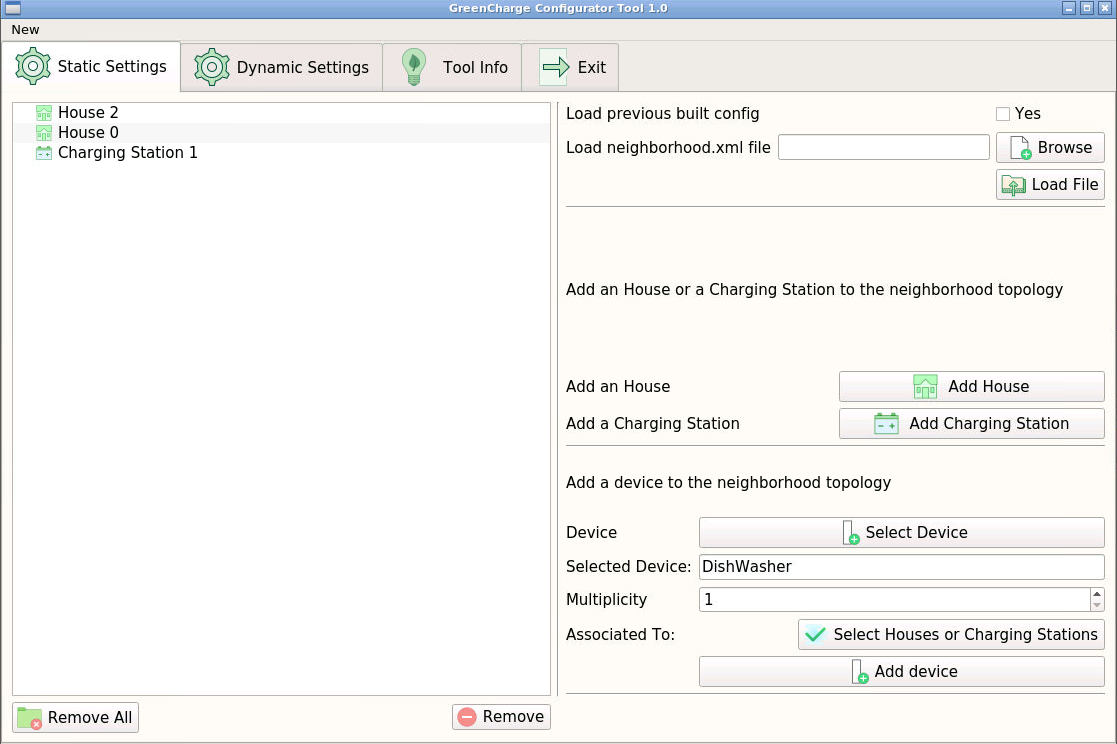 GreenCharge Configurator Tool 1.0
New
Static Settings
Dynamic Settings
Tool Info
Exit
House 2
House 0
Charging Station 1
Remove All
Remove
Load previous built config
Yes
Load neighborhood.xml file
Browse
Load File
Add an House or a Charging Station to the neighborhood topology
Add an House
Add House
Add a Charging Station
Add Charging Station
Add a device to the neighborhood topology
Device
Select Device
Selected Device:
DishWasher
Multiplicity
1
Associated To:
Select Houses or Charging Stations
Add device